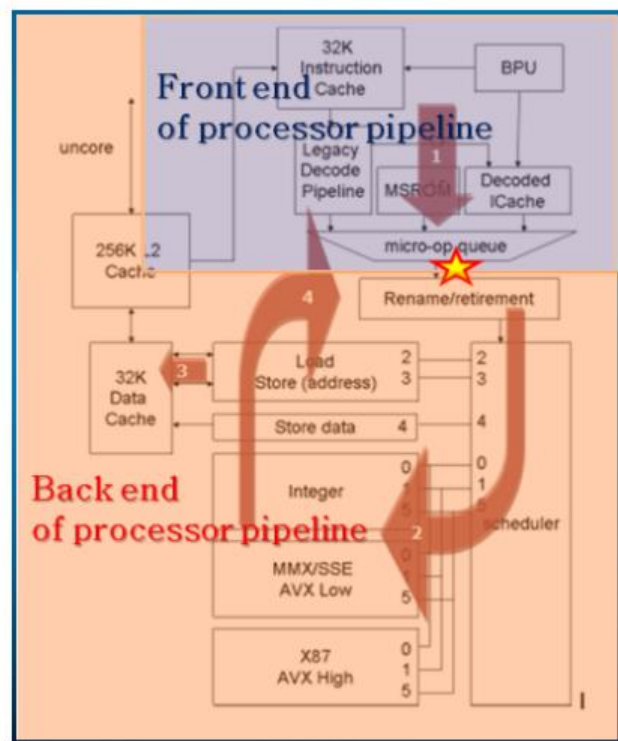 32K
Instruction
Cache
BPU
Front end
of processor pipeline
uncore
Legacy
Decode
Pipeline
1
MSROM
Decoded
ICache
256K L2
Cache
micro-op queue
4
Rename/retirement
32K
Data
Cache
3
Load
Store (address)
2
3
2
3
Store data
4
4
Back end
of processor pipeline
Integer
0
1
5
0
1
5
scheduler
2
MMX/SSE
AVX Low
0
1
5
X87
AVX High
0
1
5